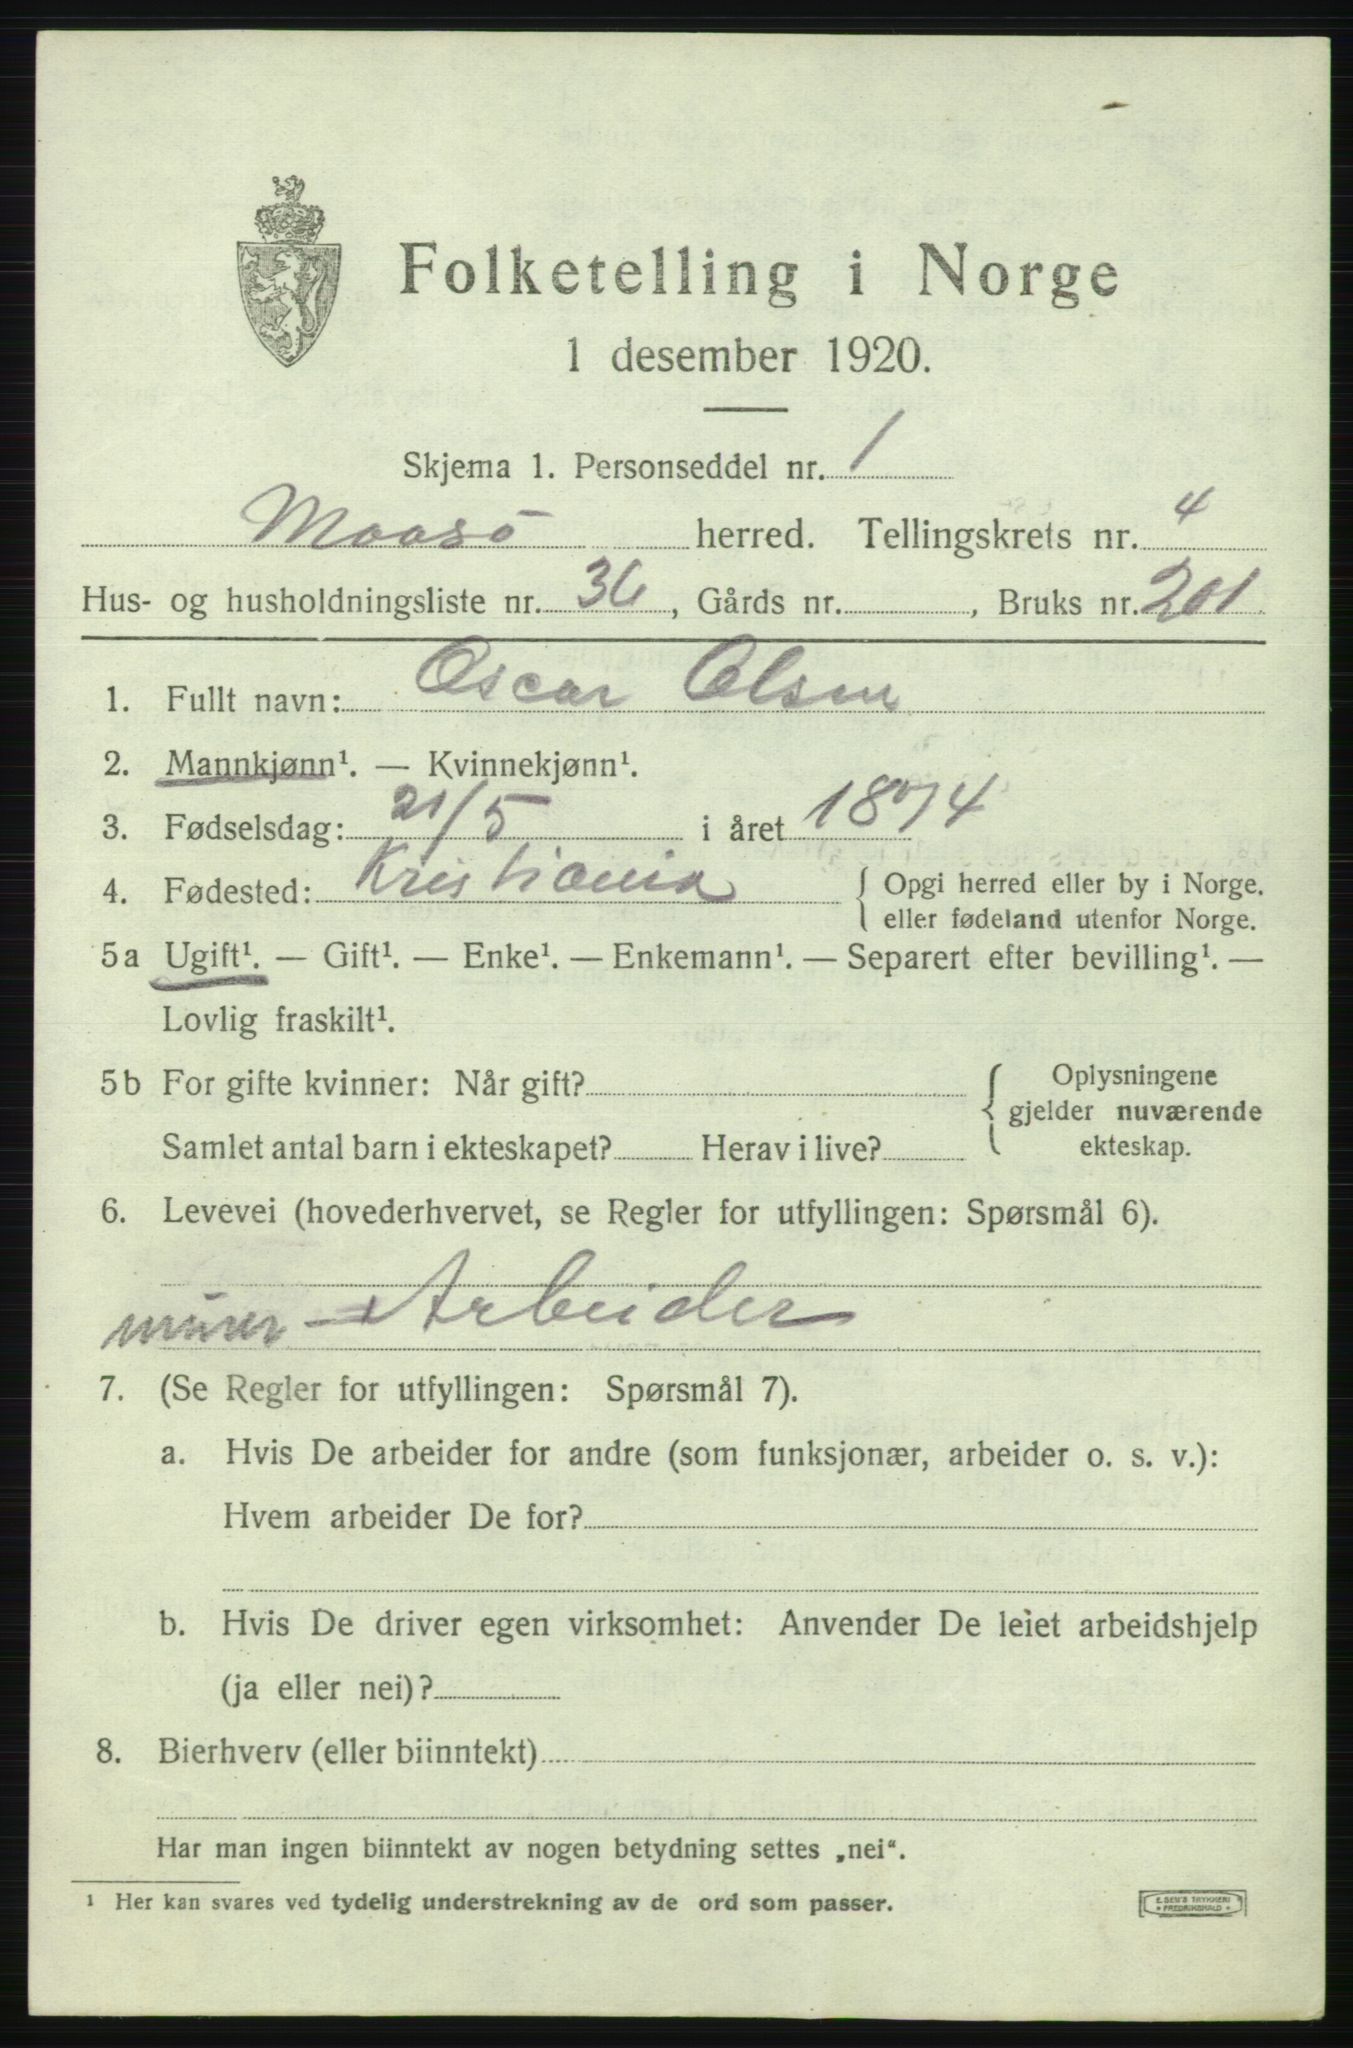 Folketelling i Norge
1 desember 1920.
Skjema 1. Personseddel nr. 1
Maasö herred. Tellingskrets nr. 4
Hus- og husholdningsliste nr. 36, Gårds nr. , Bruks nr. 201
1. Fullt navn: Oscar Olsen
2. Mannkjønn¹. — Kvinnekjønn¹.
3. Fødselsdag: 21/5 i året 1874
4. Fødested: Kristiania { Opgi herred eller by i Norge.
eller fødeland utenfor Norge.
5a Ugift¹. — Gift¹. — Enke¹. — Enkemann¹. — Separert efter bevilling¹. —
Lovlig fraskilt¹.
5b For gifte kvinner: Når gift? { Oplysningene
gjelder nuværende
ekteskap.
Samlet antal barn i ekteskapet? Herav i live?
6. Levevei (hovederhvervet, se Regler for utfyllingen: Spørsmål 6).
murer - Arbeider
7. (Se Regler for utfyllingen: Spørsmål 7).
a. Hvis De arbeider for andre (som funksjonær, arbeider o. s. v.):
Hvem arbeider De for?
b. Hvis De driver egen virksomhet: Anvender De leiet arbeidshjelp
(ja eller nei)?
8. Bierhverv (eller biinntekt)
Har man ingen biinntekt av nogen betydning settes „nei“.
¹ Her kan svares ved tydelig understrekning av de ord som passer.
E. SEM'S TRYKKERI
* FREDRIKSHALD *